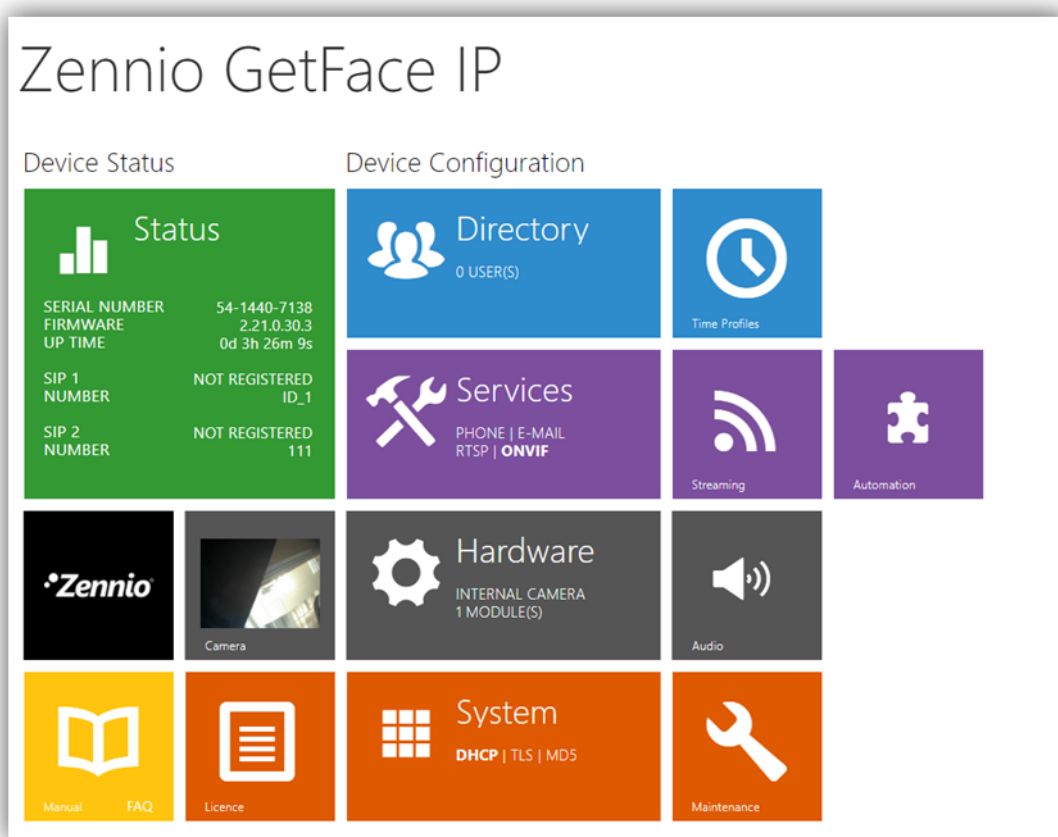 Zennio GetFace IP
Device Status
Device Configuration
Status
SERIAL NUMBER 54-1440-7138
FIRMWARE 2.21.0.30.3
UP TIME 0d 3h 26m 9s
SIP 1 NOT REGISTERED
NUMBER ID_1
SIP 2 NOT REGISTERED
NUMBER 111
Directory
0 USER(S)
Time Profiles
Services
PHONE | E-MAIL
RTSP | ONVIF
Streaming
Automation
Zennio
Camera
Hardware
INTERNAL CAMERA
1 MODULE(S)
Audio
Manual FAQ
Licence
System
DHCP | TLS | MD5
Maintenance